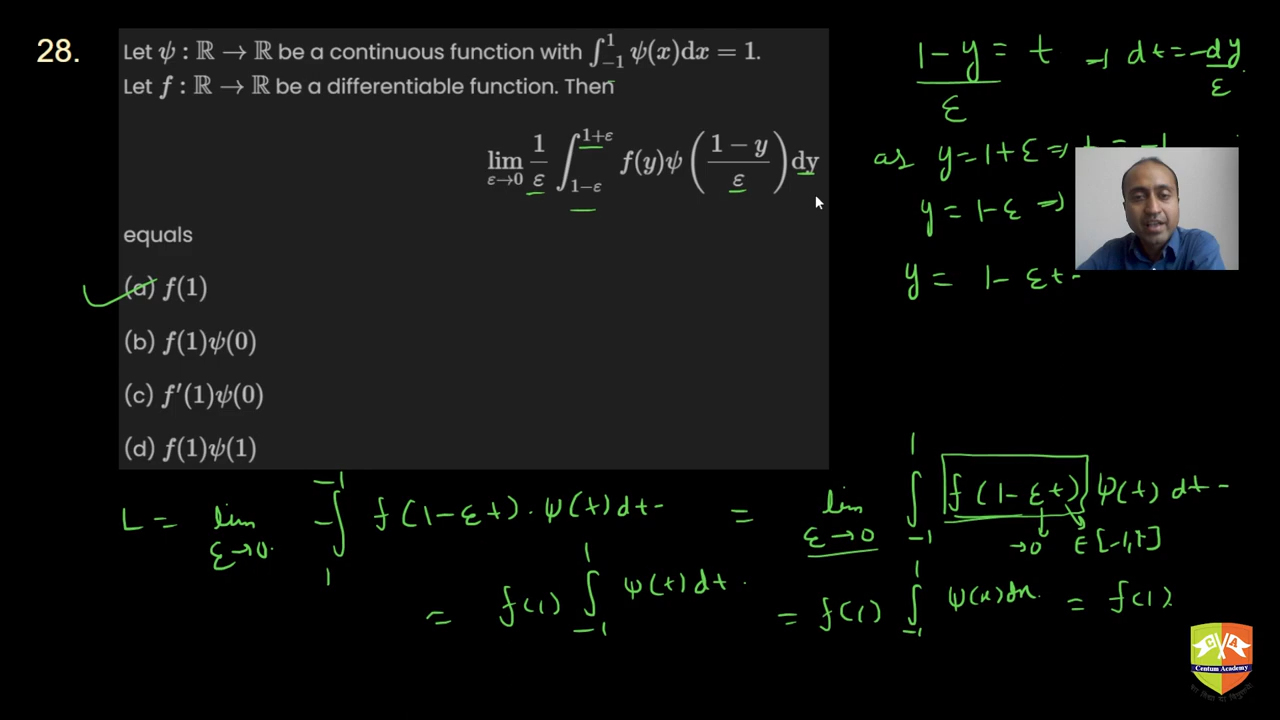 28.
Let ψ : ℝ → ℝ be a continuous function with ∫₋₁¹ ψ(x)dx = 1.
Let f : ℝ → ℝ be a differentiable function. Then
lim_{ε→0} 1/ε ∫_{1−ε}^{1+ε} f(y)ψ((1 − y)/ε) dy
equals
(a) f(1)
(b) f(1)ψ(0)
(c) f′(1)ψ(0)
(d) f(1)ψ(1)
(1−y)/ε = t → dt = −dy/ε
as y = 1+ε ⇒
y = 1−ε ⇒
y = 1 − εt
L = lim_{ε→0} ∫_{1}^{−1} f(1−εt) · ψ(t)dt = lim_{ε→0} ∫_{−1}^{1} f(1−εt) ψ(t)dt
→0 ∈[−1,1]
= f(1) ∫_{−1}^{1} ψ(t)dt = f(1) ∫_{−1}^{1} ψ(x)dx = f(1)
C A
Centum Academy